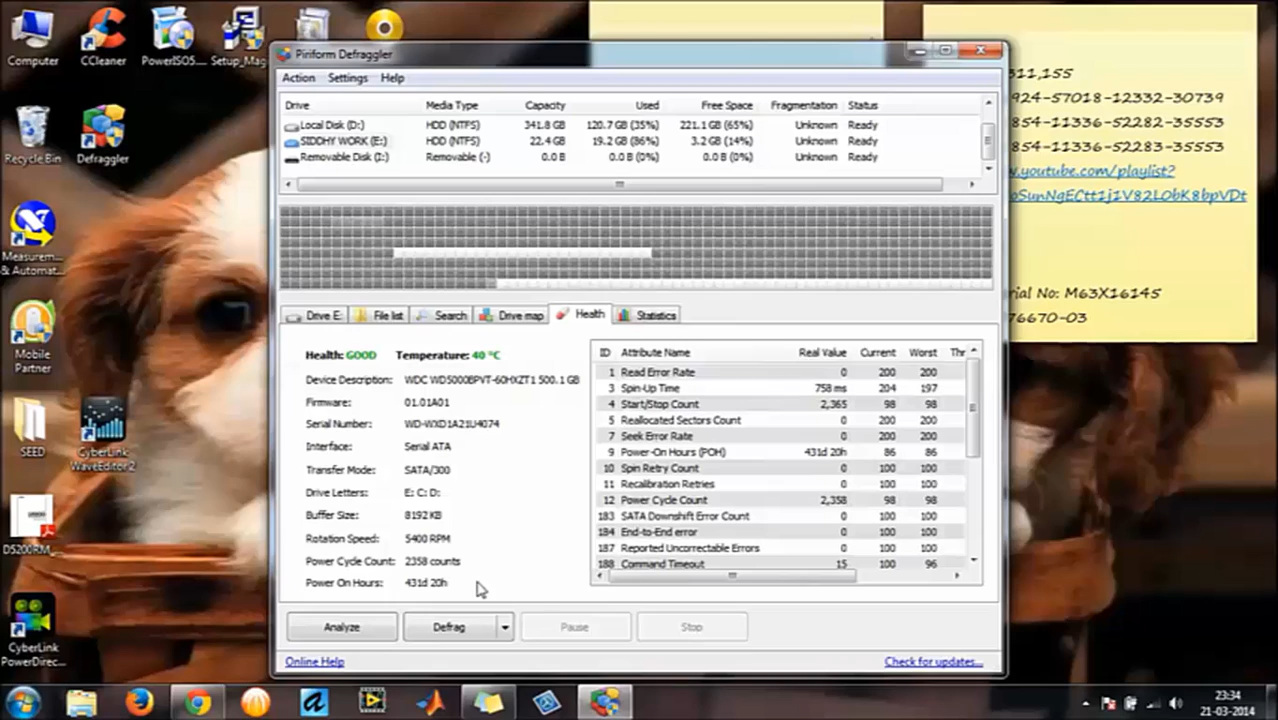 Computer
CCleaner
PowerISO5....
Setup_Mag
Recycle Bin
Defraggler
Measurem...
& Automat...
Mobile
Partner
SEED
CyberLink
WaveEditor2
D5200RM_
CyberLink
PowerDirec...
Piriform Defraggler
Action Settings Help
Drive Media Type Capacity Used Free Space Fragmentation Status
Local Disk (D:) HDD (NTFS) 341.8 GB 120.7 GB (35%) 221.1 GB (65%) Unknown Ready
SIDDHY WORK (E:) HDD (NTFS) 22.4 GB 19.2 GB (86%) 3.2 GB (14%) Unknown Ready
Removable Disk (I:) Removable (-) 0.0 B 0.0 B (0%) 0.0 B (0%) Unknown Ready
Drive E: File list Search Drive map Health Statistics
Health: GOOD Temperature: 40 °C
Device Description: WDC WD5000BPVT-60HXZT1 500.1 GB
Firmware: 01.01A01
Serial Number: WD-WXD1A21U4074
Interface: Serial ATA
Transfer Mode: SATA/300
Drive Letters: E: C: D:
Buffer Size: 8192 KB
Rotation Speed: 5400 RPM
Power Cycle Count: 2358 counts
Power On Hours: 431d 20h
ID Attribute Name Real Value Current Worst Thr
1 Read Error Rate 0 200 200
3 Spin-Up Time 758 ms 204 197
4 Start/Stop Count 2,365 98 98
5 Reallocated Sectors Count 0 200 200
7 Seek Error Rate 0 200 200
9 Power-On Hours (POH) 431d 20h 86 86
10 Spin Retry Count 0 100 100
11 Recalibration Retries 0 100 100
12 Power Cycle Count 2,358 98 98
183 SATA Downshift Error Count 0 100 100
184 End-to-End error 0 100 100
187 Reported Uncorrectable Errors 0 100 100
188 Command Timeout 15 100 96
Analyze Defrag Pause Stop
Online Help Check for updates...
311,155
924-57018-12332-30739
854-11336-52282-35553
854-11336-52283-35553
w.youtube.com/playlist?
oSunNgECtt1j1V82LObK8bpVDt
rial No: M63X16145
76670-03
23:34
21-03-2014